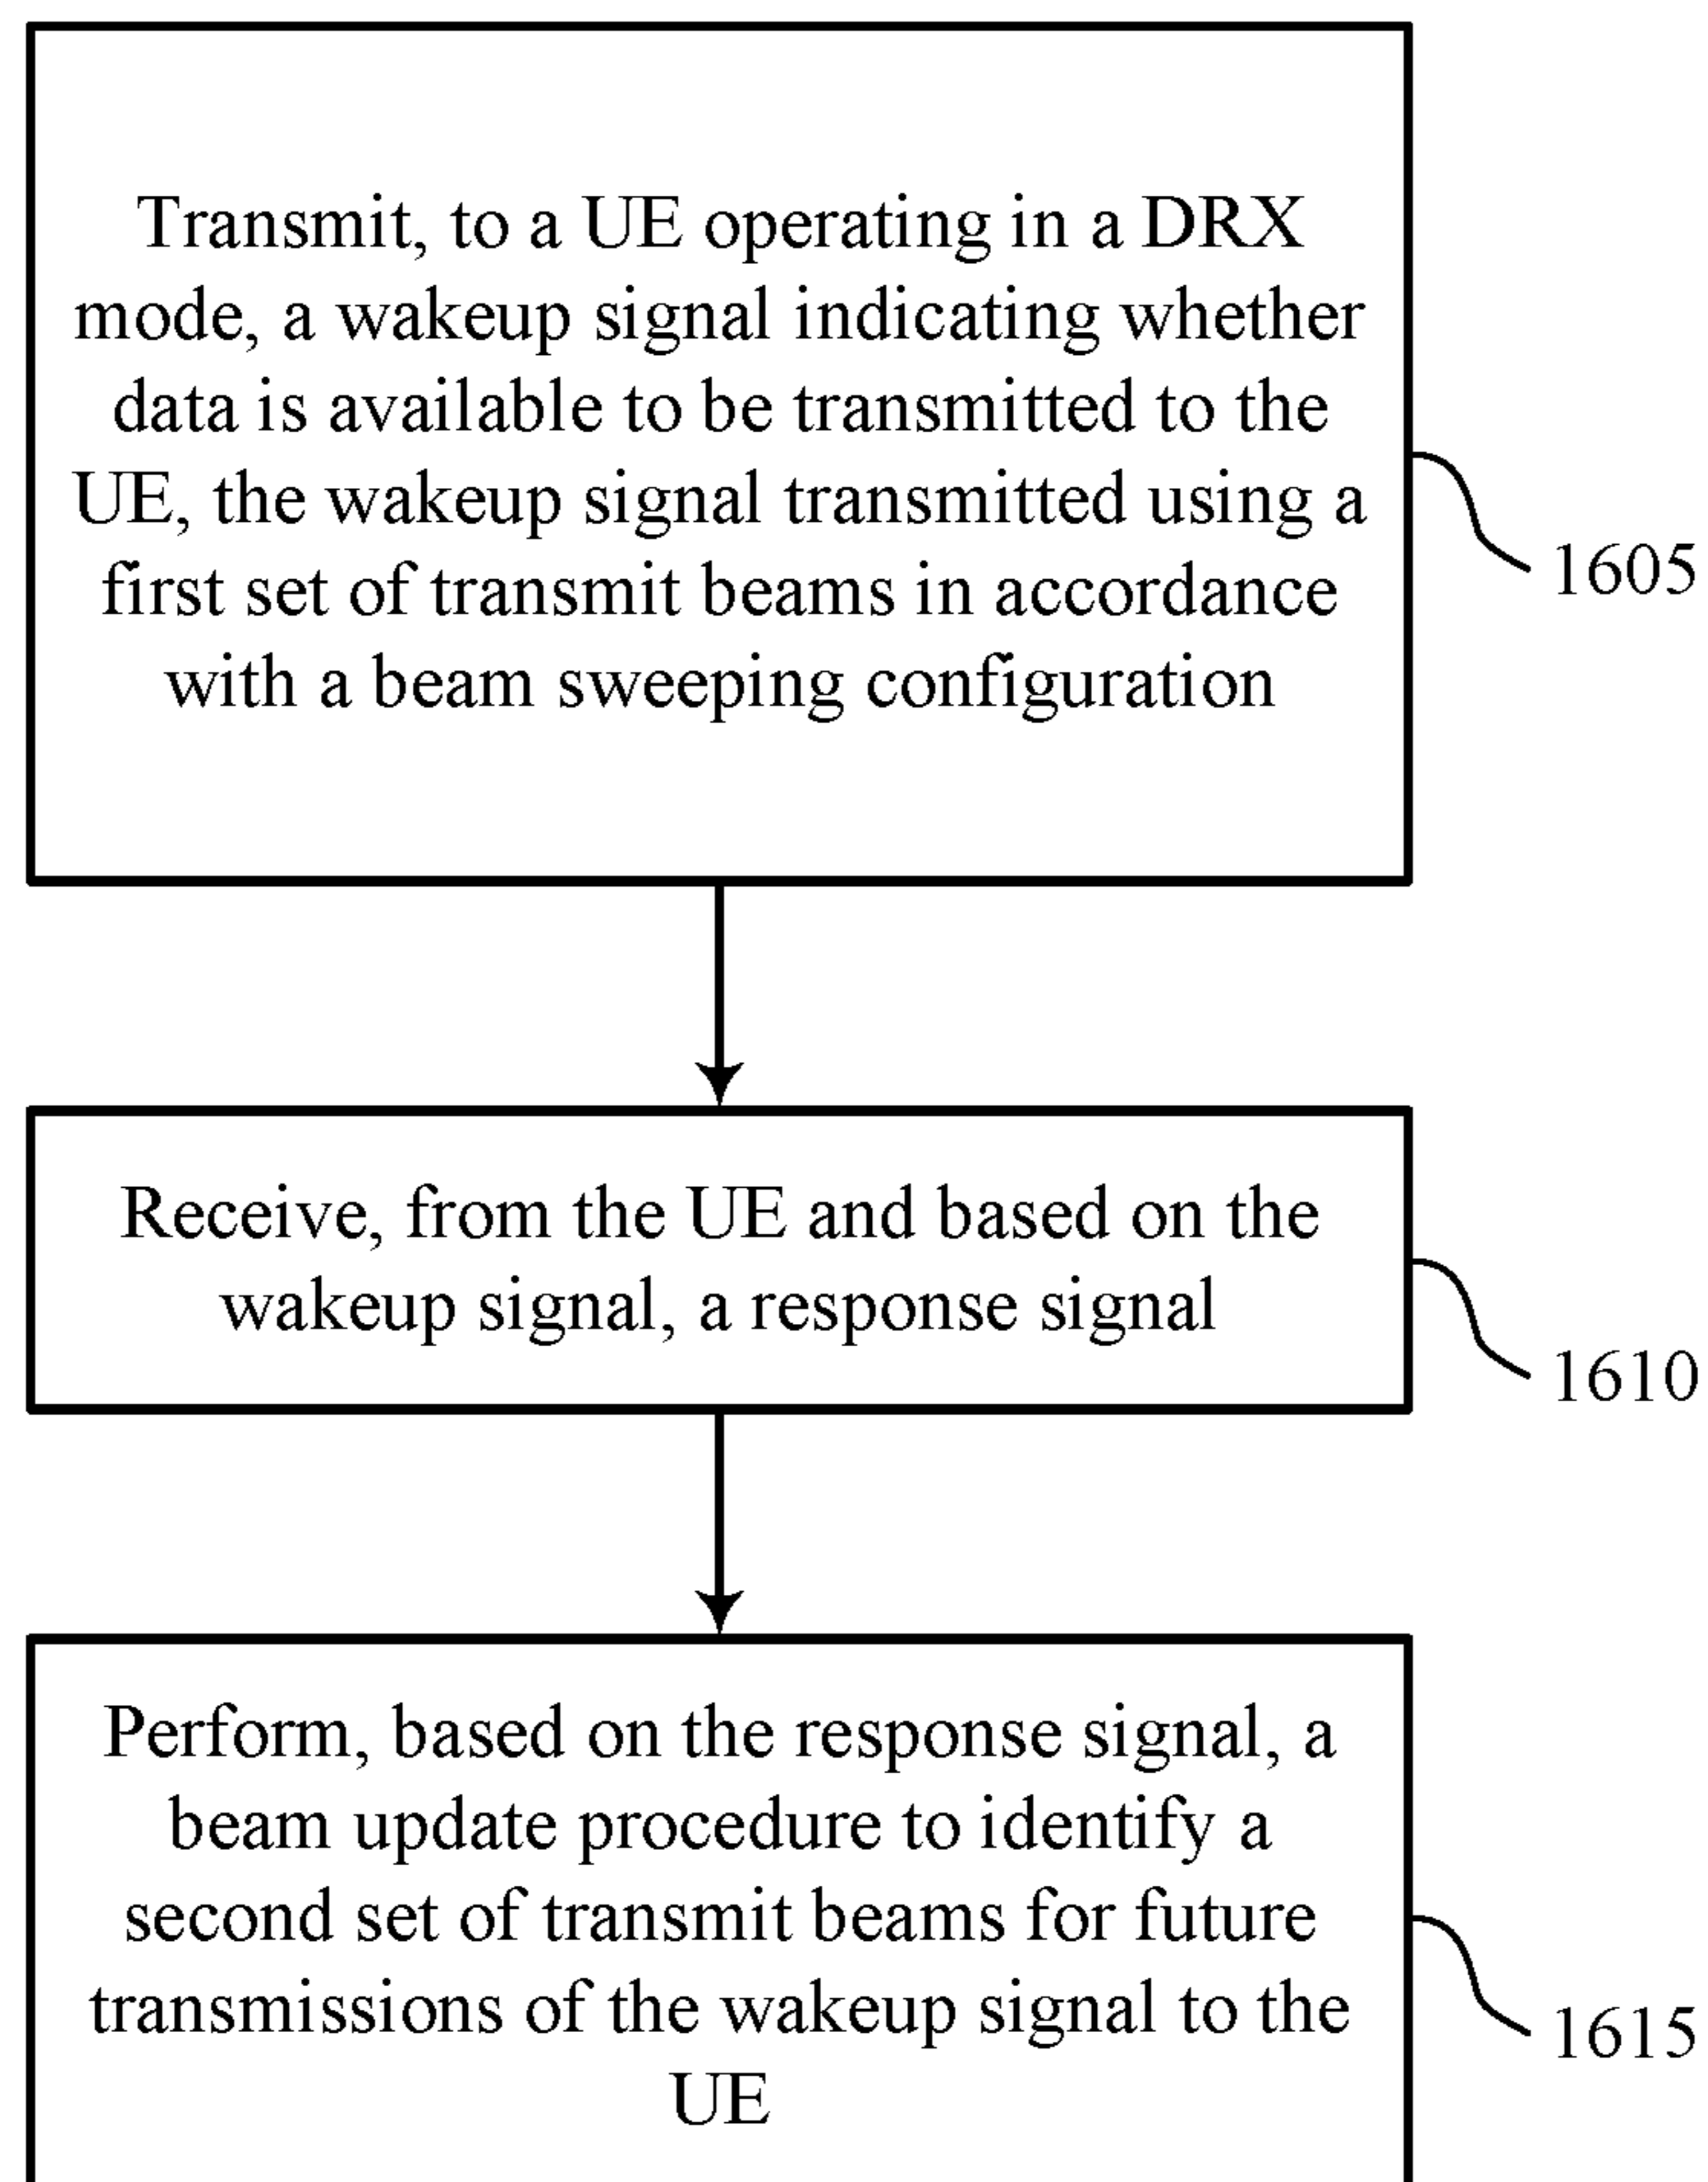 Transmit, to a UE operating in a DRX
mode, a wakeup signal indicating whether
data is available to be transmitted to the
UE, the wakeup signal transmitted using a
first set of transmit beams in accordance
with a beam sweeping configuration
1605
Receive, from the UE and based on the
wakeup signal, a response signal
1610
Perform, based on the response signal, a
beam update procedure to identify a
second set of transmit beams for future
transmissions of the wakeup signal to the
UE
1615